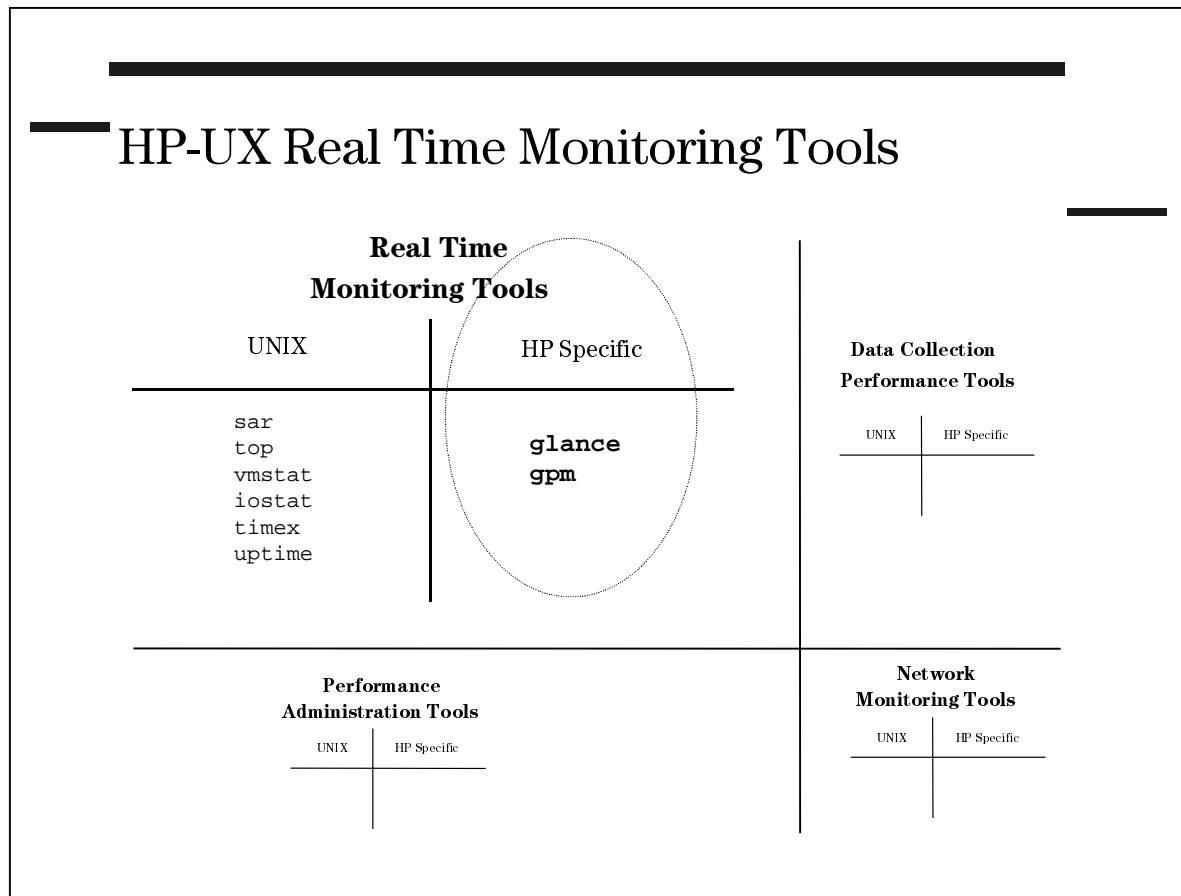 HP-UX Real Time Monitoring Tools
Real Time
Monitoring Tools
UNIX
HP Specific
sar
top
vmstat
iostat
timex
uptime
glance
gpm
Data Collection
Performance Tools
UNIX
HP Specific
Performance
Administration Tools
UNIX
HP Specific
Network
Monitoring Tools
UNIX
HP Specific